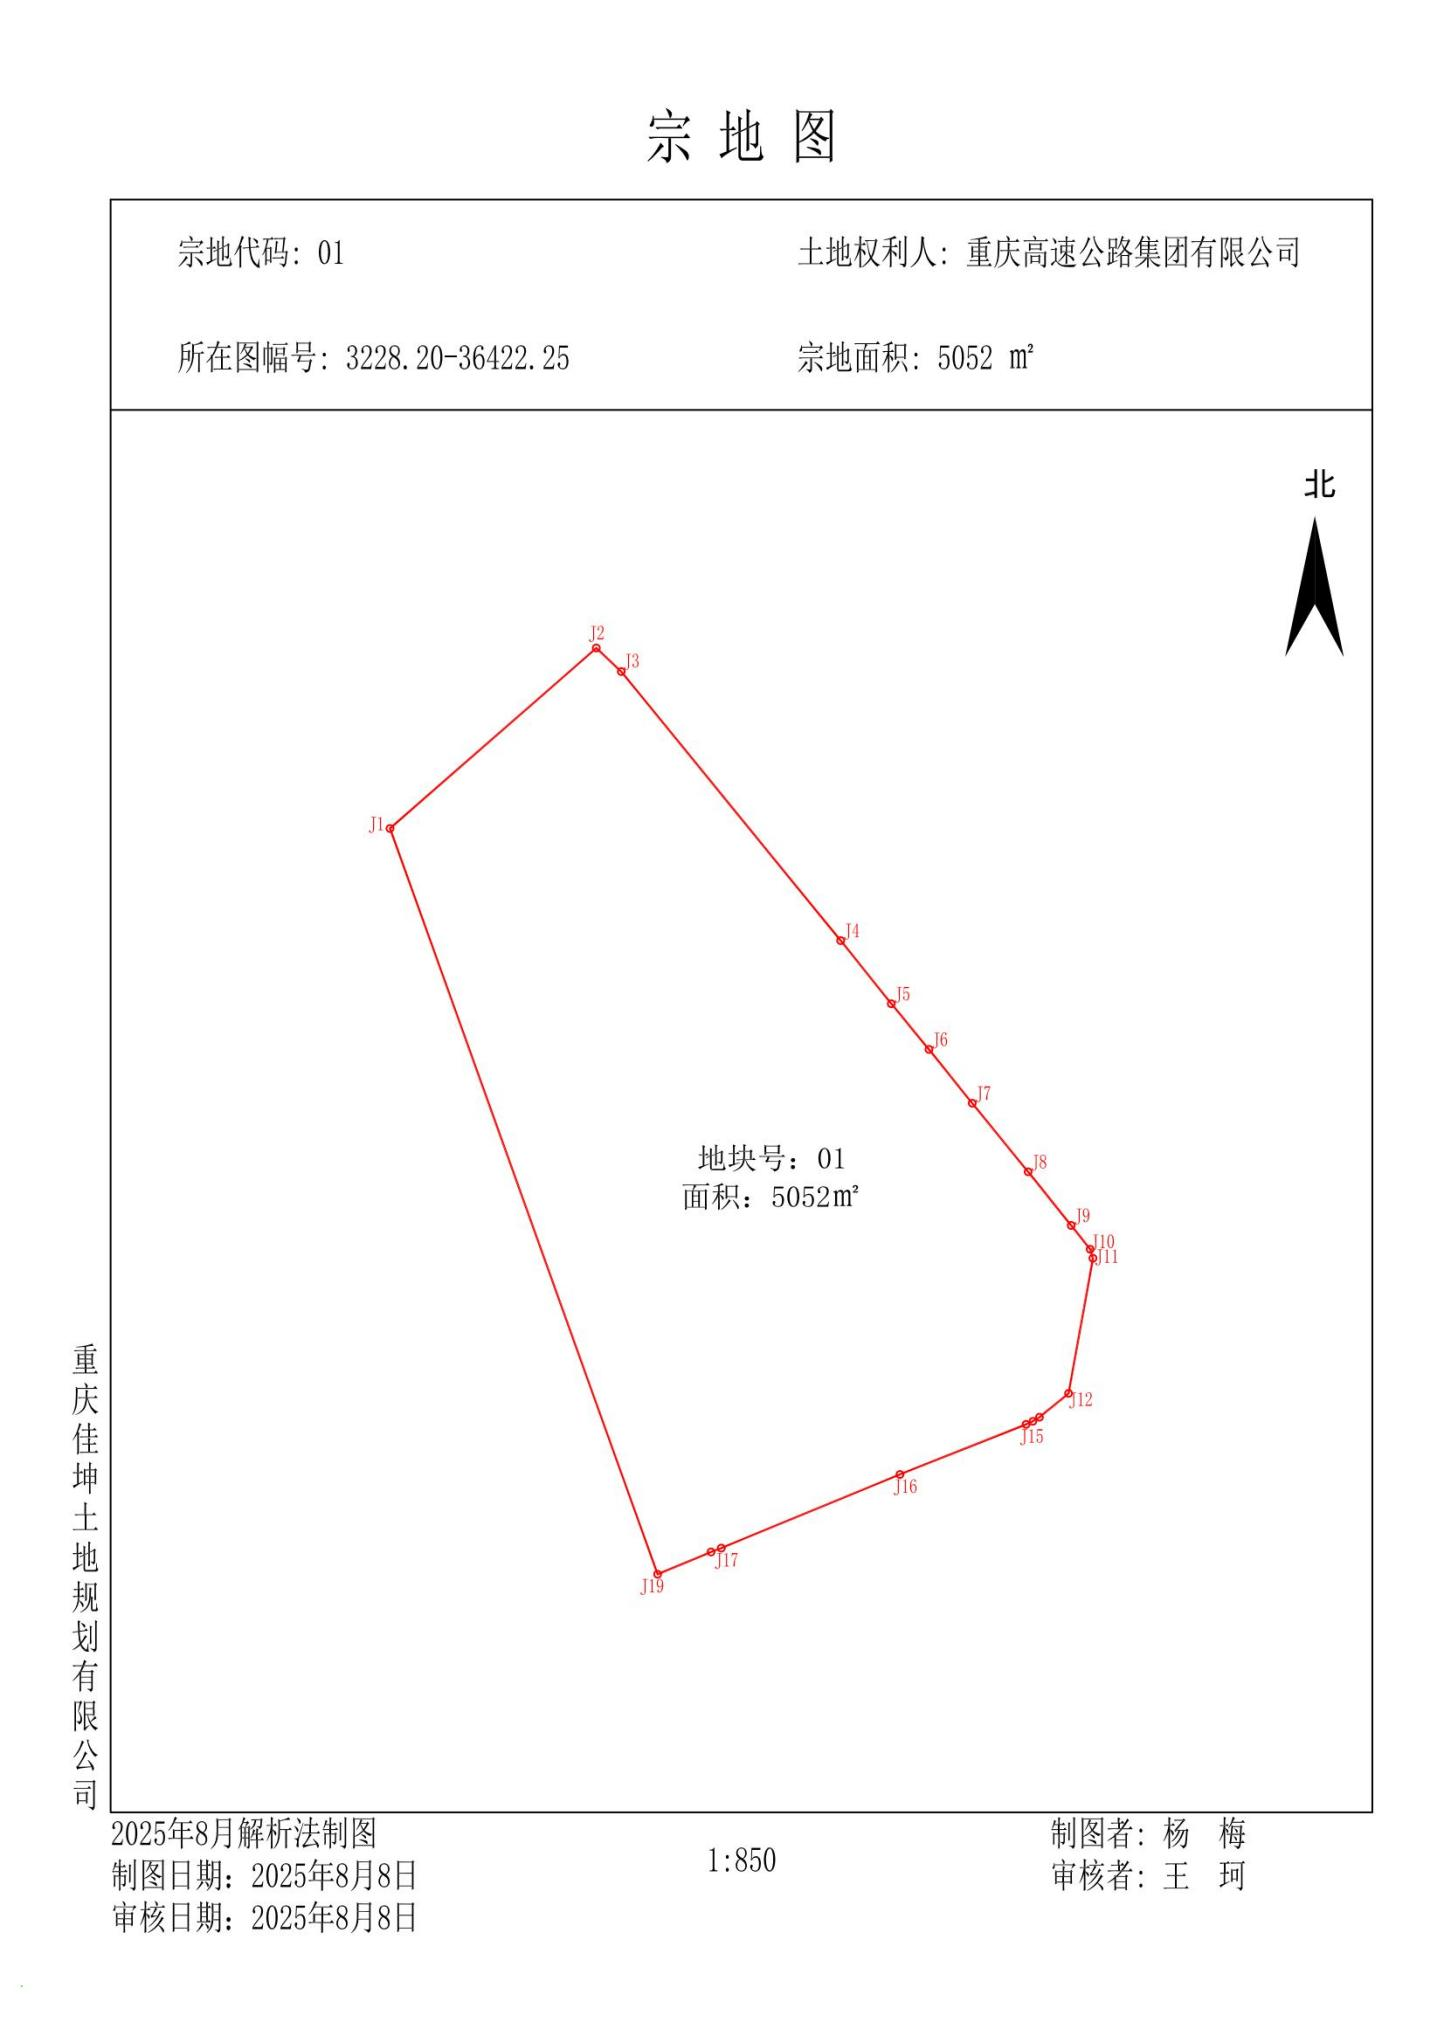 宗 地 图
宗地代码: 01
土地权利人: 重庆高速公路集团有限公司
所在图幅号: 3228.20-36422.25
宗地面积: 5052 ㎡
北
J2
J3
J1
J4
J5
J6
J7
J8
地块号：01
面积：5052㎡
J9
J10
J11
J12
J15
J16
J17
J19
重庆佳坤土地规划有限公司
2025年8月解析法制图
制图日期：2025年8月8日
审核日期：2025年8月8日
1:850
制图者: 杨　梅
审核者: 王　珂